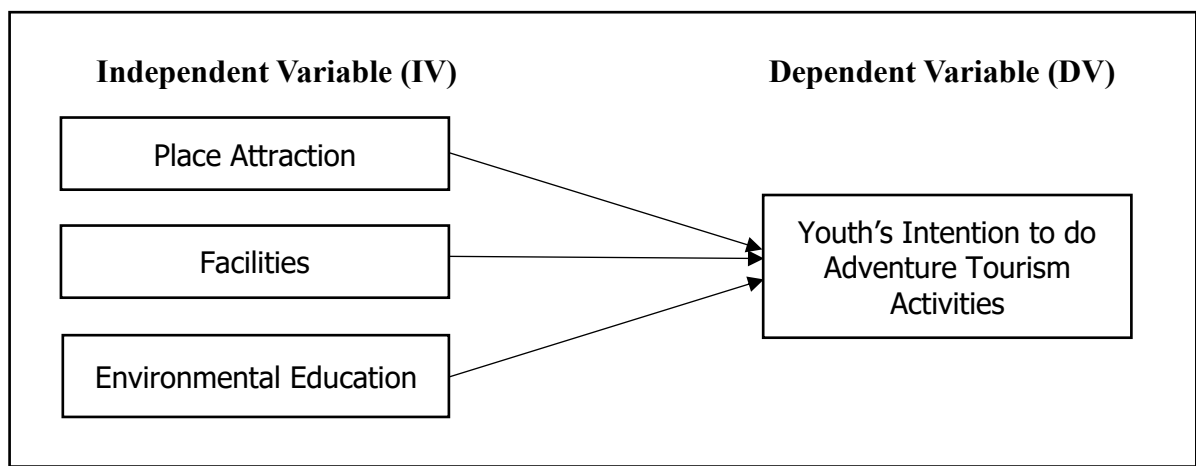 Independent Variable (IV)
Dependent Variable (DV)
Place Attraction
Facilities
Environmental Education
Youth’s Intention to do
Adventure Tourism
Activities